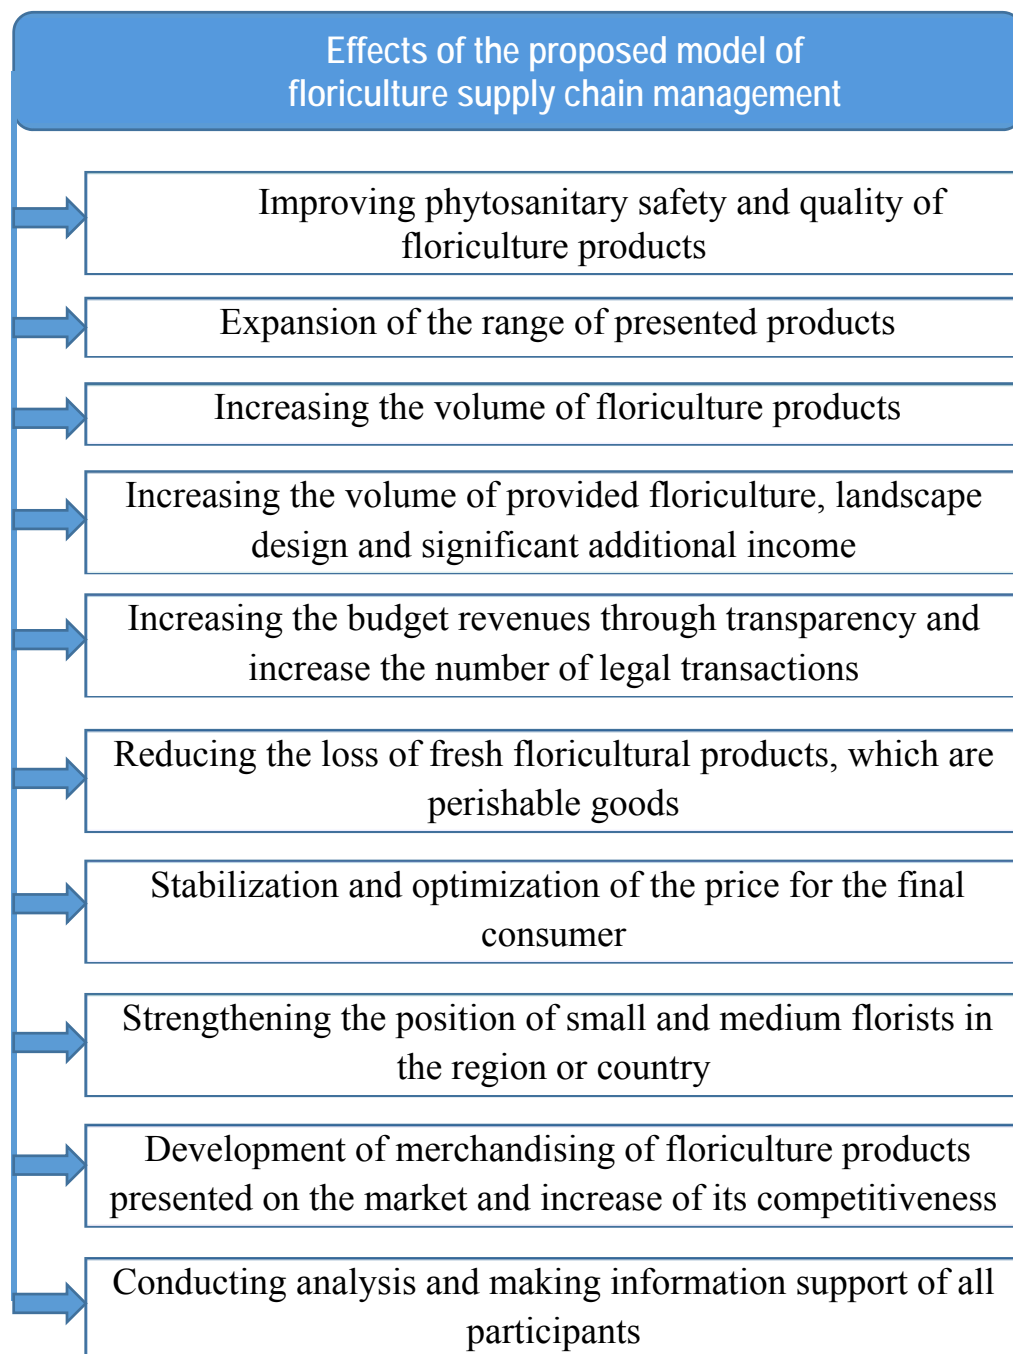 Effects of the proposed model of
floriculture supply chain management
Improving phytosanitary safety and quality of
floriculture products
Expansion of the range of presented products
Increasing the volume of floriculture products
Increasing the volume of provided floriculture, landscape
design and significant additional income
Increasing the budget revenues through transparency and
increase the number of legal transactions
Reducing the loss of fresh floricultural products, which are
perishable goods
Stabilization and optimization of the price for the final
consumer
Strengthening the position of small and medium florists in
the region or country
Development of merchandising of floriculture products
presented on the market and increase of its competitiveness
Conducting analysis and making information support of all
participants